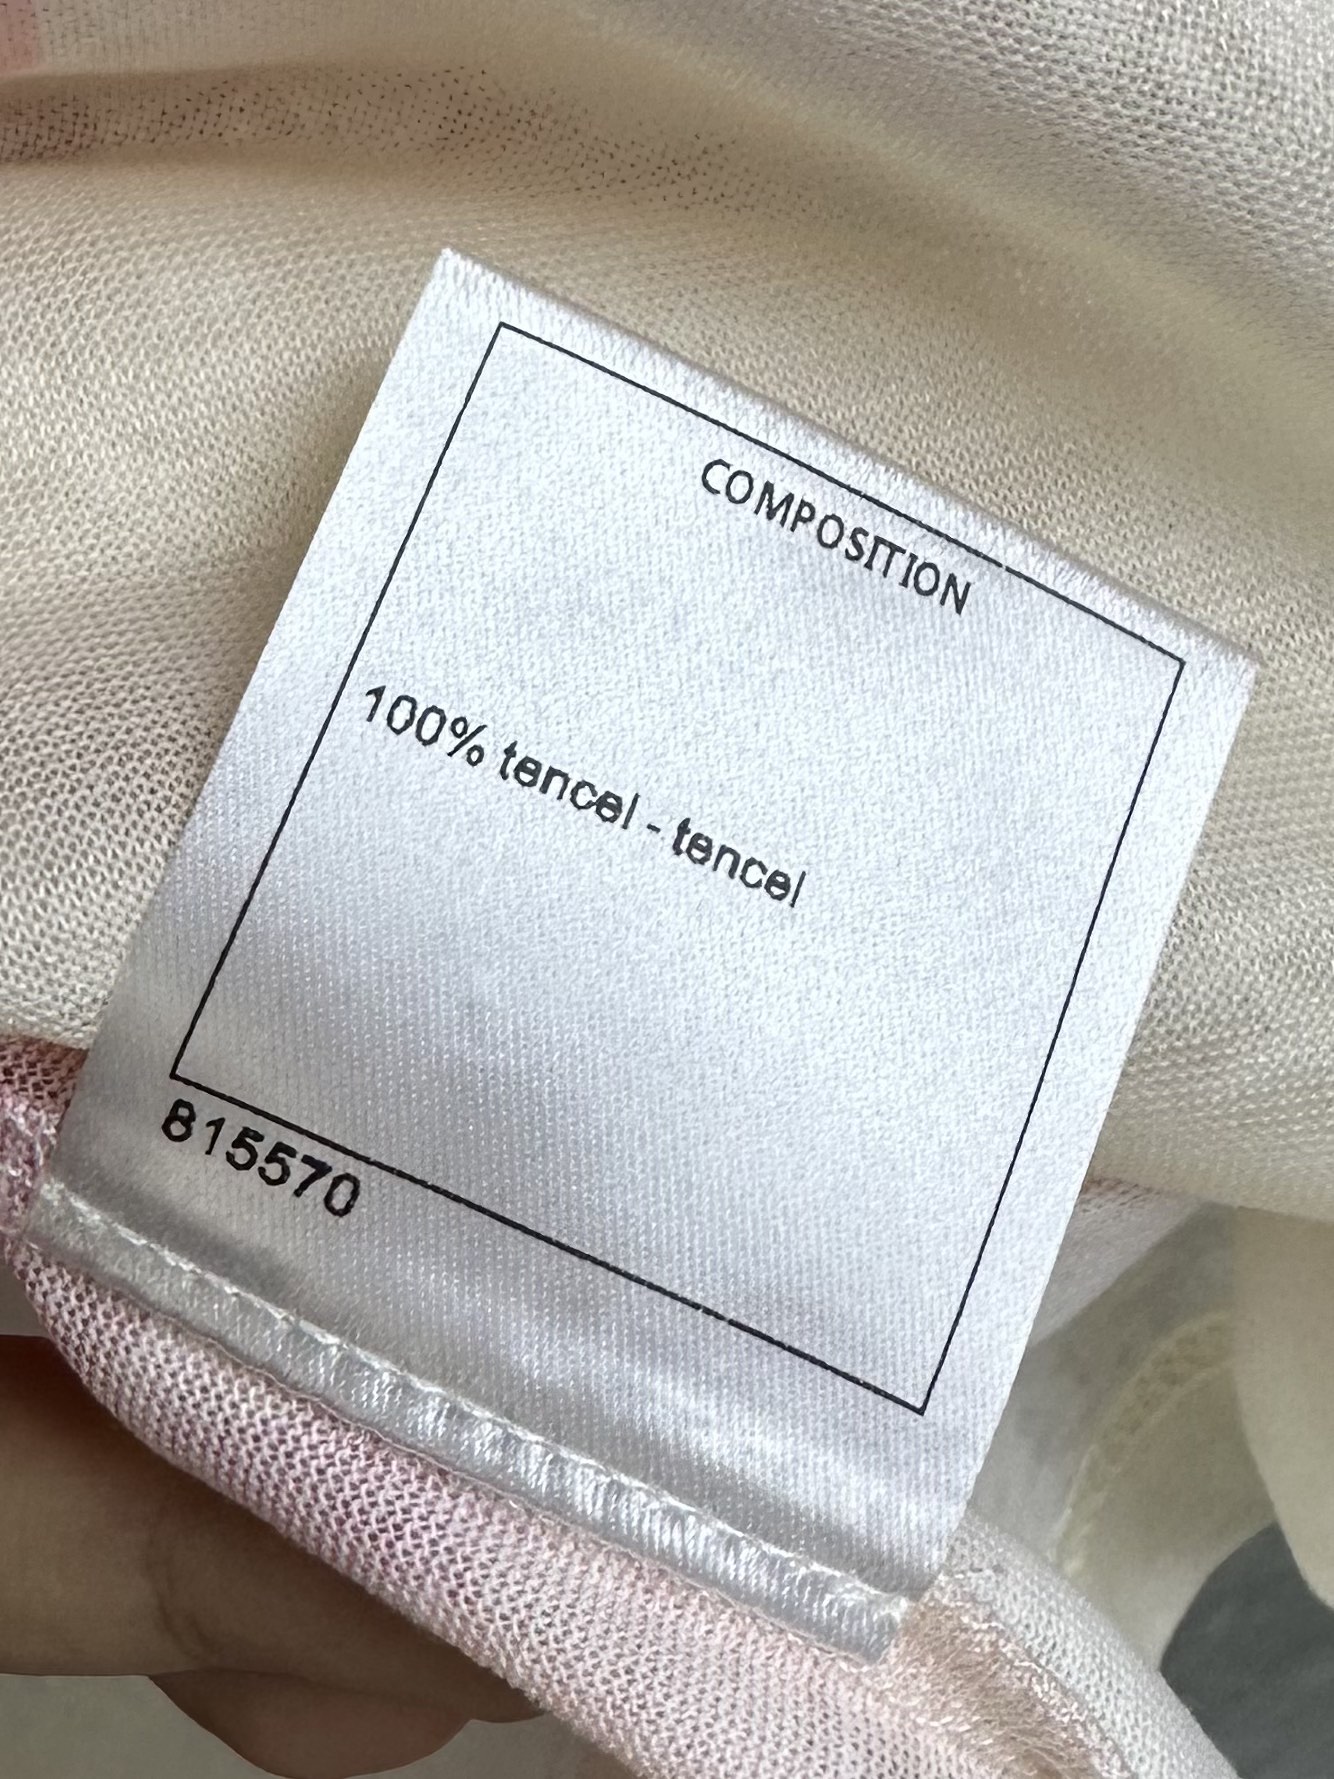 COMPOSITION
100% tencel - tencel
815570